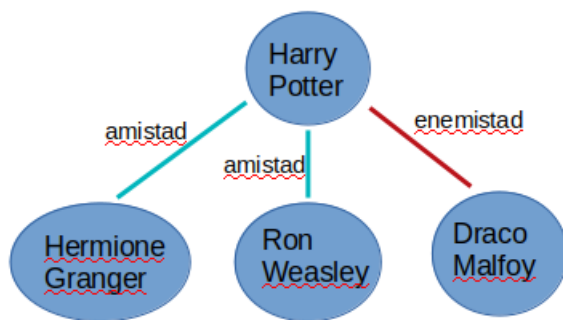 Harry
Potter
amistad
enemistad
amistad
Hermione
Granger
Ron
Weasley
Draco
Malfoy